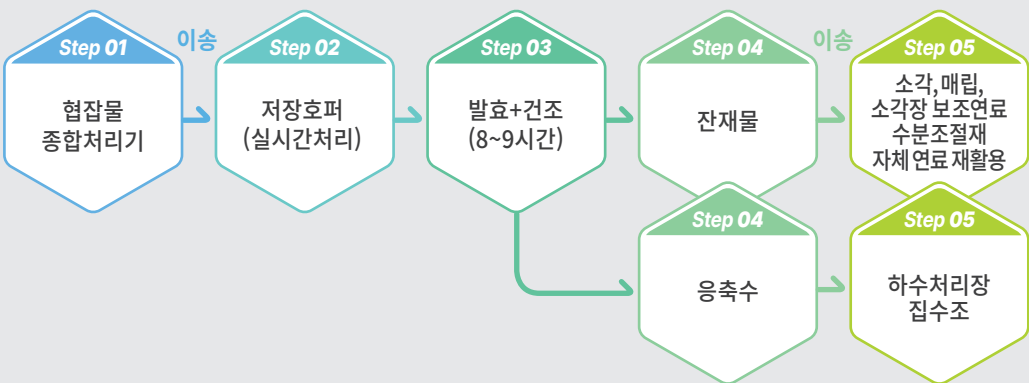 Step 01
협잡물
종합처리기
이송
Step 02
저장호퍼
(실시간처리)
Step 03
발효+건조
(8~9시간)
Step 04
잔재물
이송
Step 05
소각,매립,
소각장 보조연료
수분조절재
자체 연료 재활용
Step 04
응축수
Step 05
하수처리장
집수조